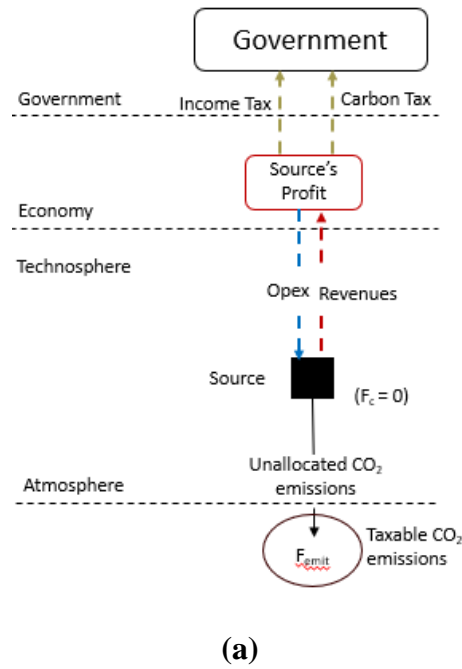 Government
Government
Income Tax
Carbon Tax
Source's
Profit
Economy
Technosphere
Opex
Revenues
Source
(Fc = 0)
Unallocated CO2
emissions
Atmosphere
Taxable CO2
emissions
Femit
(a)